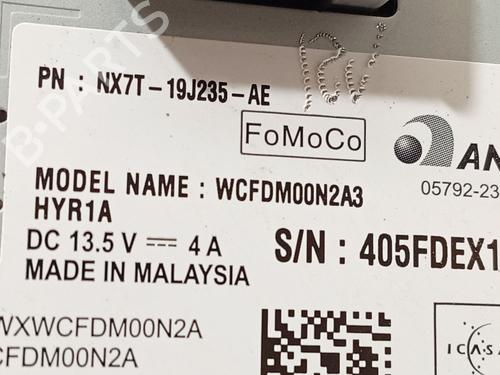 PN : NX7T-19J235-AE
FoMoCo
AN
05792-23
MODEL NAME : WCFDM00N2A3
HYR1A
DC 13.5 V ⎓ 4 A
S/N : 405FDEX1
MADE IN MALAYSIA
WXWCFDM00N2A
CFDM00N2A
ICASA
B-PARTS